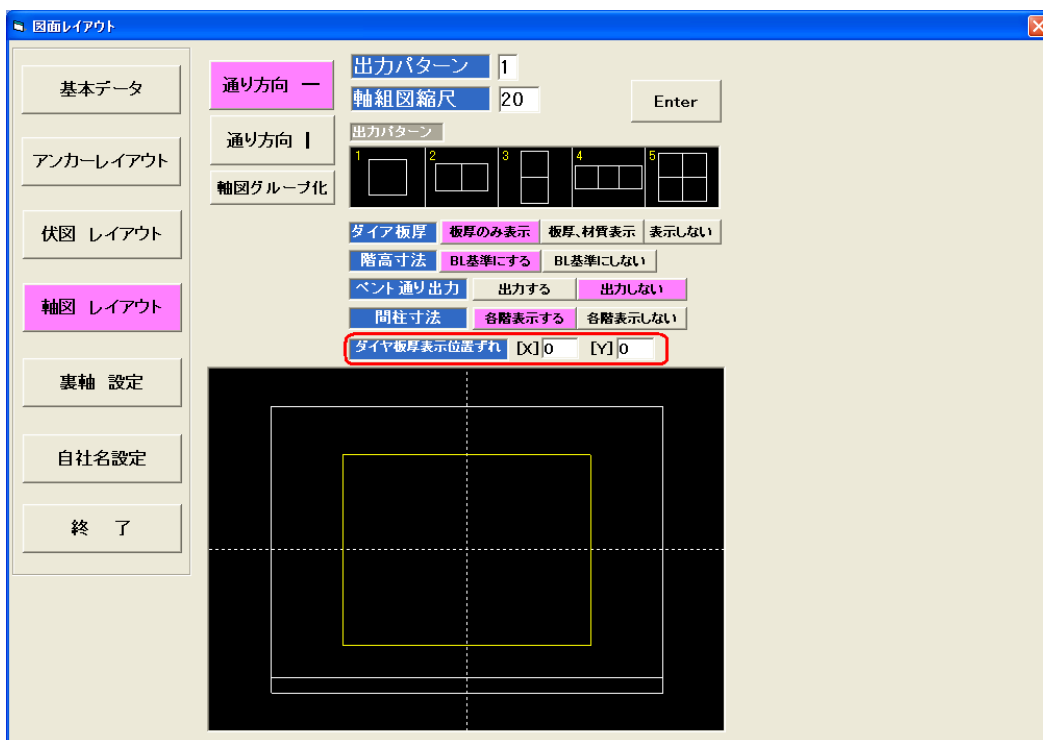 図面レイアウト
基本データ
アンカーレイアウト
伏図 レイアウト
軸図 レイアウト
裏軸 設定
自社名設定
終 了
通り方向 ―
通り方向 |
軸図グループ化
出力パターン 1
軸組図縮尺 20
Enter
出力パターン
1 2 3 4 5
ダイア板厚 板厚のみ表示 板厚、材質表示 表示しない
階高寸法 BL基準にする BL基準にしない
ベント通り出力 出力する 出力しない
間柱寸法 各階表示する 各階表示しない
ダイヤ板厚表示位置ずれ [X] 0 [Y] 0